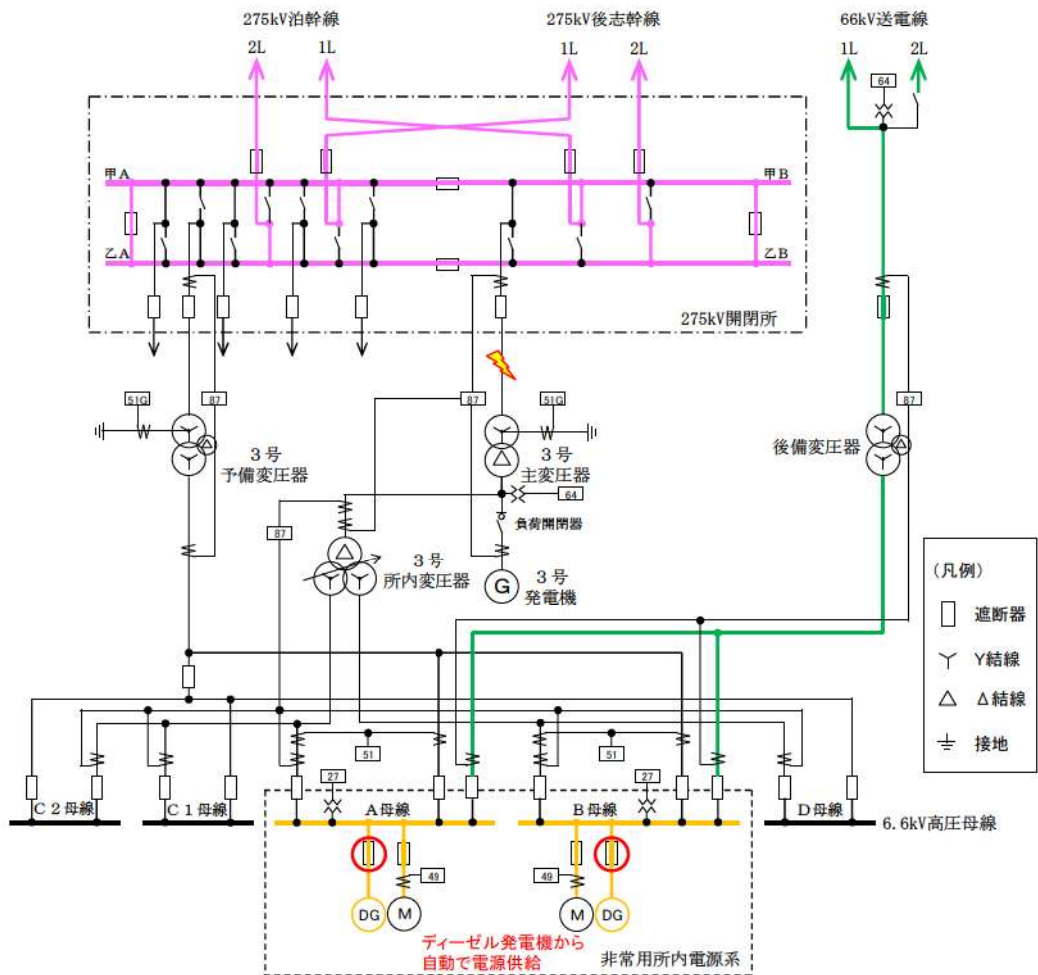 275kV泊幹線
275kV後志幹線
66kV送電線
2L
1L
1L
2L
1L
2L
64
甲A
甲B
乙A
乙B
275kV開閉所
51G
87
87
51G
87
3号
予備変圧器
3号
主変圧器
後備変圧器
64
負荷開閉器
87
3号
所内変圧器
G
3号
発電機
(凡例)
遮断器
Y結線
Δ結線
接地
51
51
27
27
C2母線
C1母線
A母線
B母線
D母線
6.6kV高圧母線
49
49
DG
M
M
DG
ディーゼル発電機から
自動で電源供給
非常用所内電源系